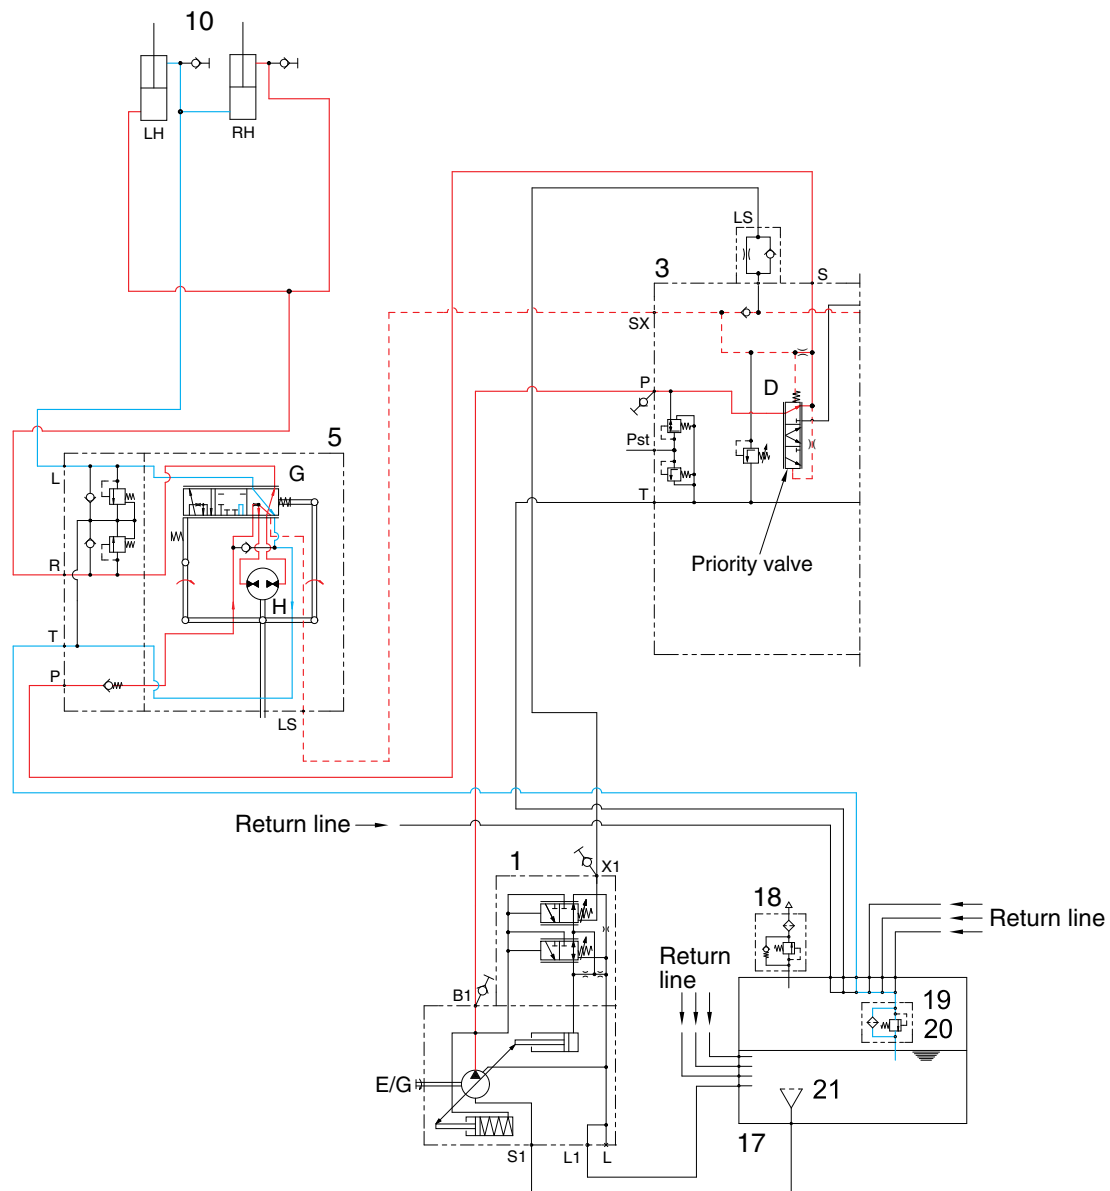 10
LH
RH
LS
3
S
SX
P
D
Pst
T
Priority valve
5
G
L
R
H
T
P
LS
Return line
1
X1
18
Return line
Return
line
B1
19
20
E/G
21
17
S1
L1
L